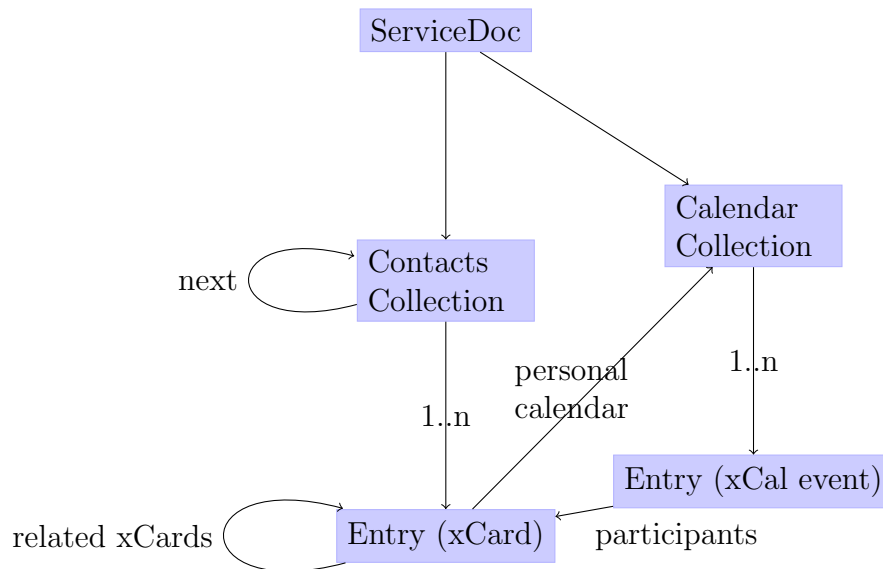 ServiceDoc
Calendar
Collection
Contacts
Collection
next
personal
calendar
1..n
1..n
Entry (xCal event)
Entry (xCard)
related xCards
participants